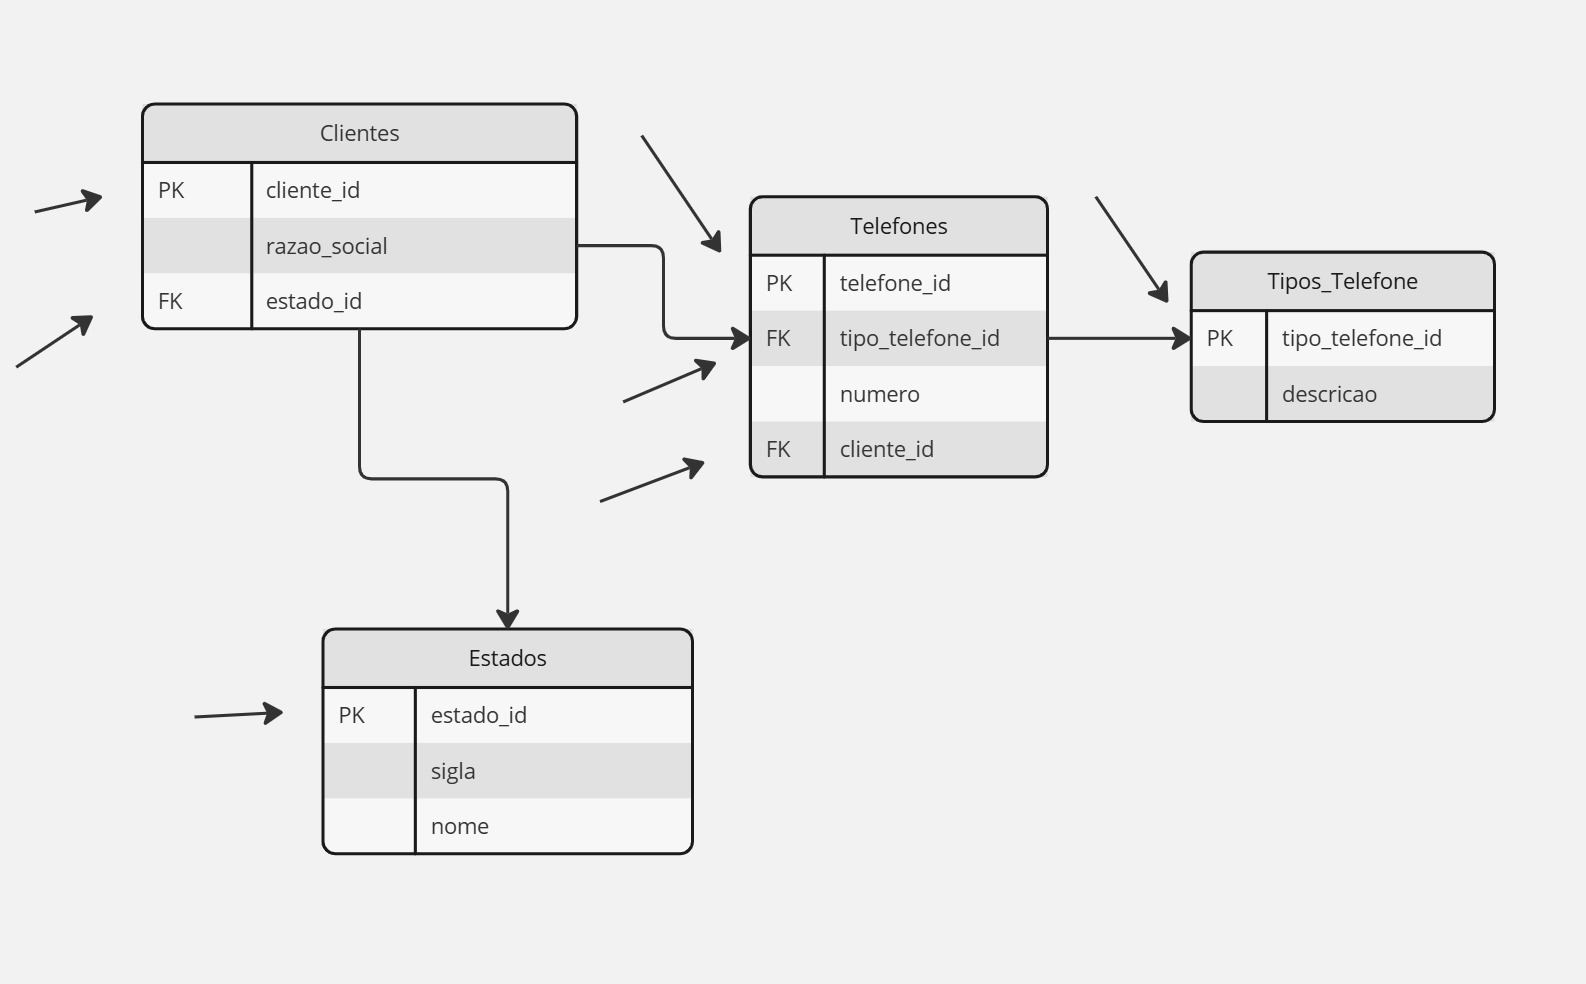 Clientes
PK cliente_id
razao_social
FK estado_id
Telefones
PK telefone_id
FK tipo_telefone_id
numero
FK cliente_id
Tipos_Telefone
PK tipo_telefone_id
descricao
Estados
PK estado_id
sigla
nome